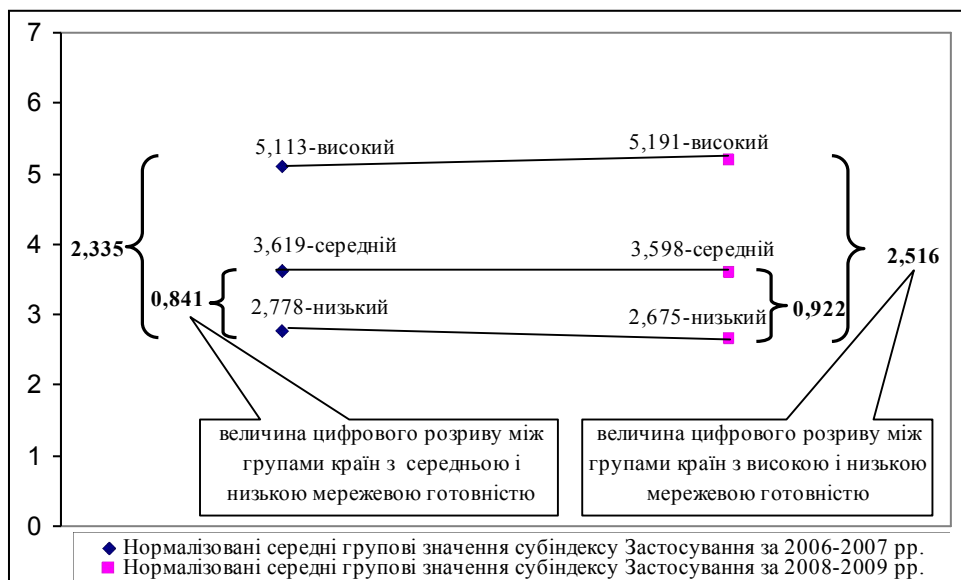 7
6
5,113-високий 5,191-високий
5
2,335 4 2,516
3,619-середній 3,598-середній
0,841 0,922
3 2,778-низький 2,675-низький
2
величина цифрового розриву між
групами країн з середньою і
низькою мережевою готовністю
величина цифрового розриву між
групами країн з високою і низькою
мережевою готовністю
1
0
Нормалізовані середні групові значення субіндексу Застосування за 2006-2007 рр.
Нормалізовані середні групові значення субіндексу Застосування за 2008-2009 рр.